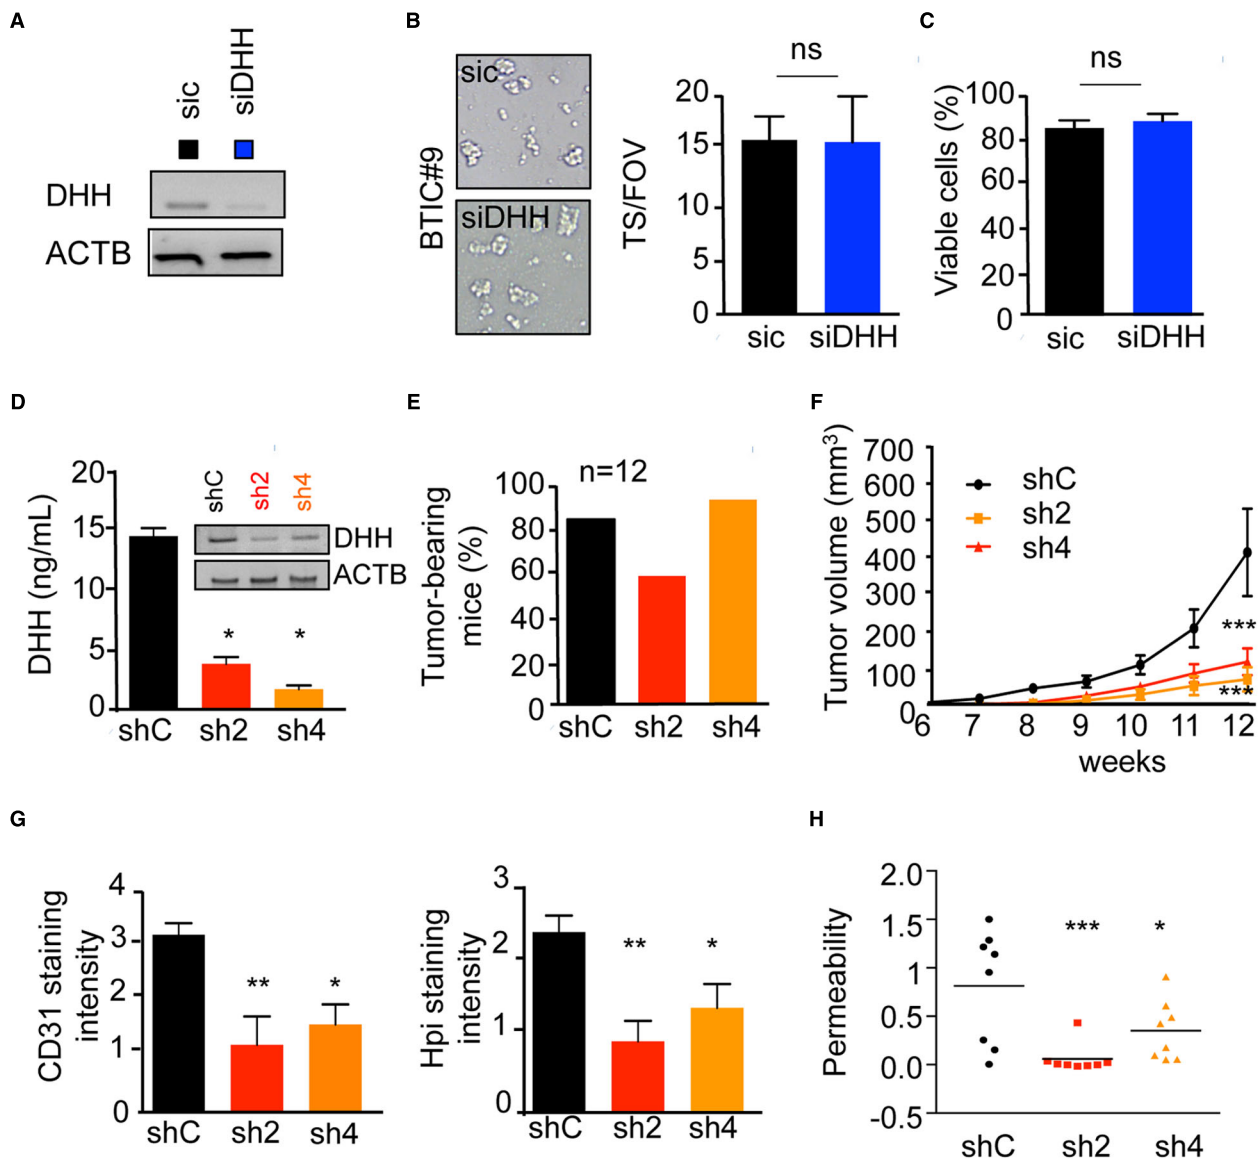 A
sic
siDHH
DHH
ACTB
B
BTIC#9
sic
siDHH
TS/FOV
ns
20
15
10
5
0
sic siDHH
C
Viable cells (%)
ns
100
80
60
40
20
0
sic siDHH
D
DHH (ng/mL)
20
15
10
5
0
shC
sh2
sh4
DHH
ACTB
* *
shC sh2 sh4
E
Tumor-bearing
mice (%)
n=12
100
80
60
40
20
0
shC sh2 sh4
F
Tumor volume (mm³)
700
600
500
400
300
200
100
0
shC
sh2
sh4
***
***
6 7 8 9 10 11 12
weeks
G
CD31 staining
intensity
4
3
2
1
0
** *
shC sh2 sh4
Hpi staining
intensity
3
2
1
0
** *
shC sh2 sh4
H
Permeability
2.0
1.5
1
0.5
0.0
-0.5
*** *
shC sh2 sh4